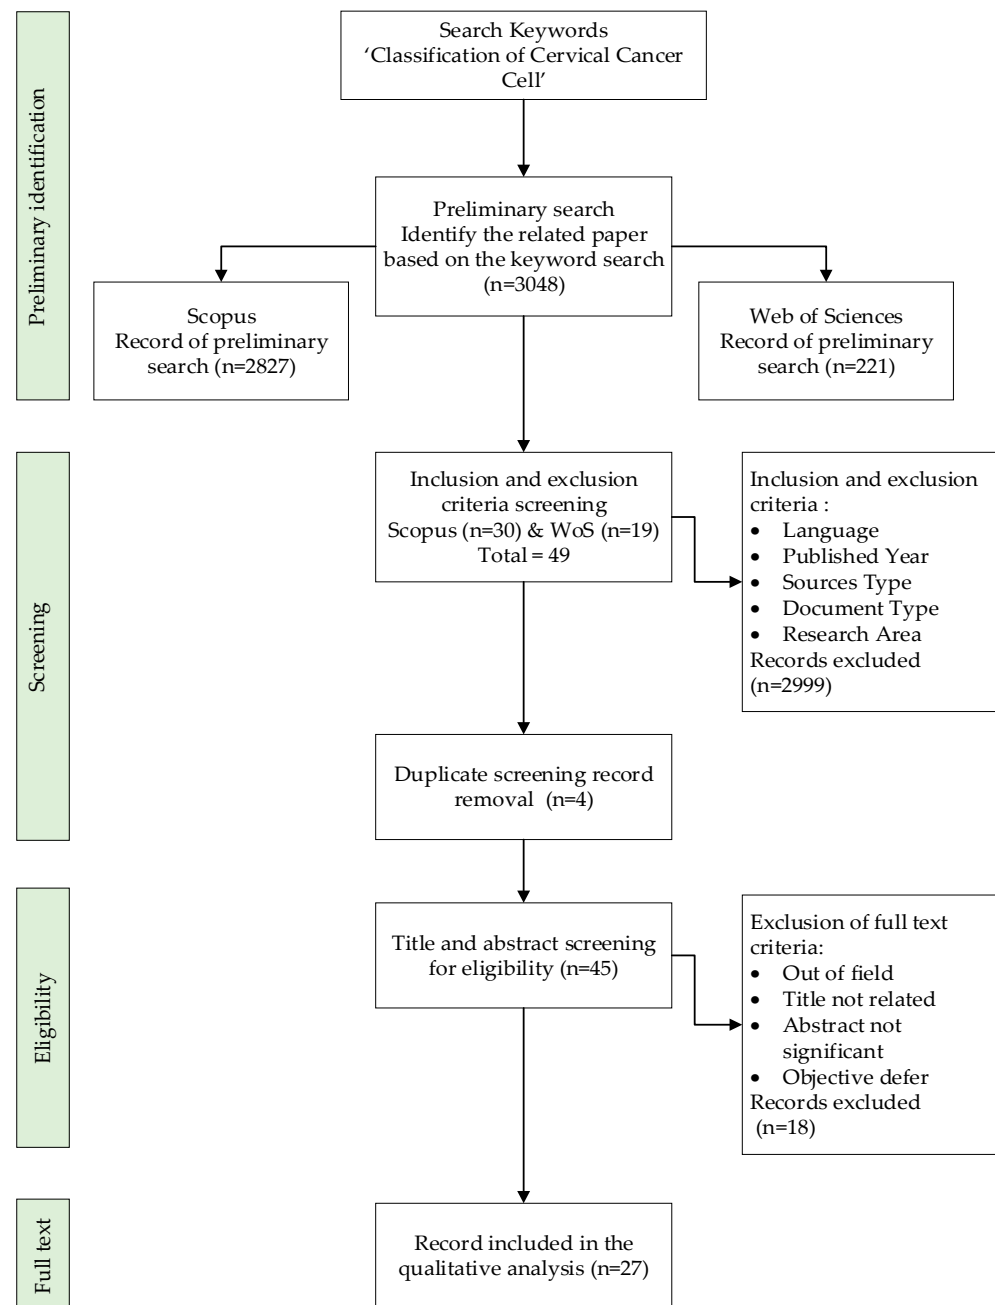 Preliminary identification
Search Keywords
‘Classification of Cervical Cancer
Cell’
Preliminary search
Identify the related paper
based on the keyword search
(n=3048)
Scopus
Record of preliminary
search (n=2827)
Web of Sciences
Record of preliminary
search (n=221)
Screening
Inclusion and exclusion
criteria screening
Scopus (n=30) & WoS (n=19)
Total = 49
Inclusion and exclusion
criteria :
• Language
• Published Year
• Sources Type
• Document Type
• Research Area
Records excluded
(n=2999)
Duplicate screening record
removal (n=4)
Eligibility
Title and abstract screening
for eligibility (n=45)
Exclusion of full text
criteria:
• Out of field
• Title not related
• Abstract not
significant
• Objective defer
Records excluded
(n=18)
Full text
Record included in the
qualitative analysis (n=27)